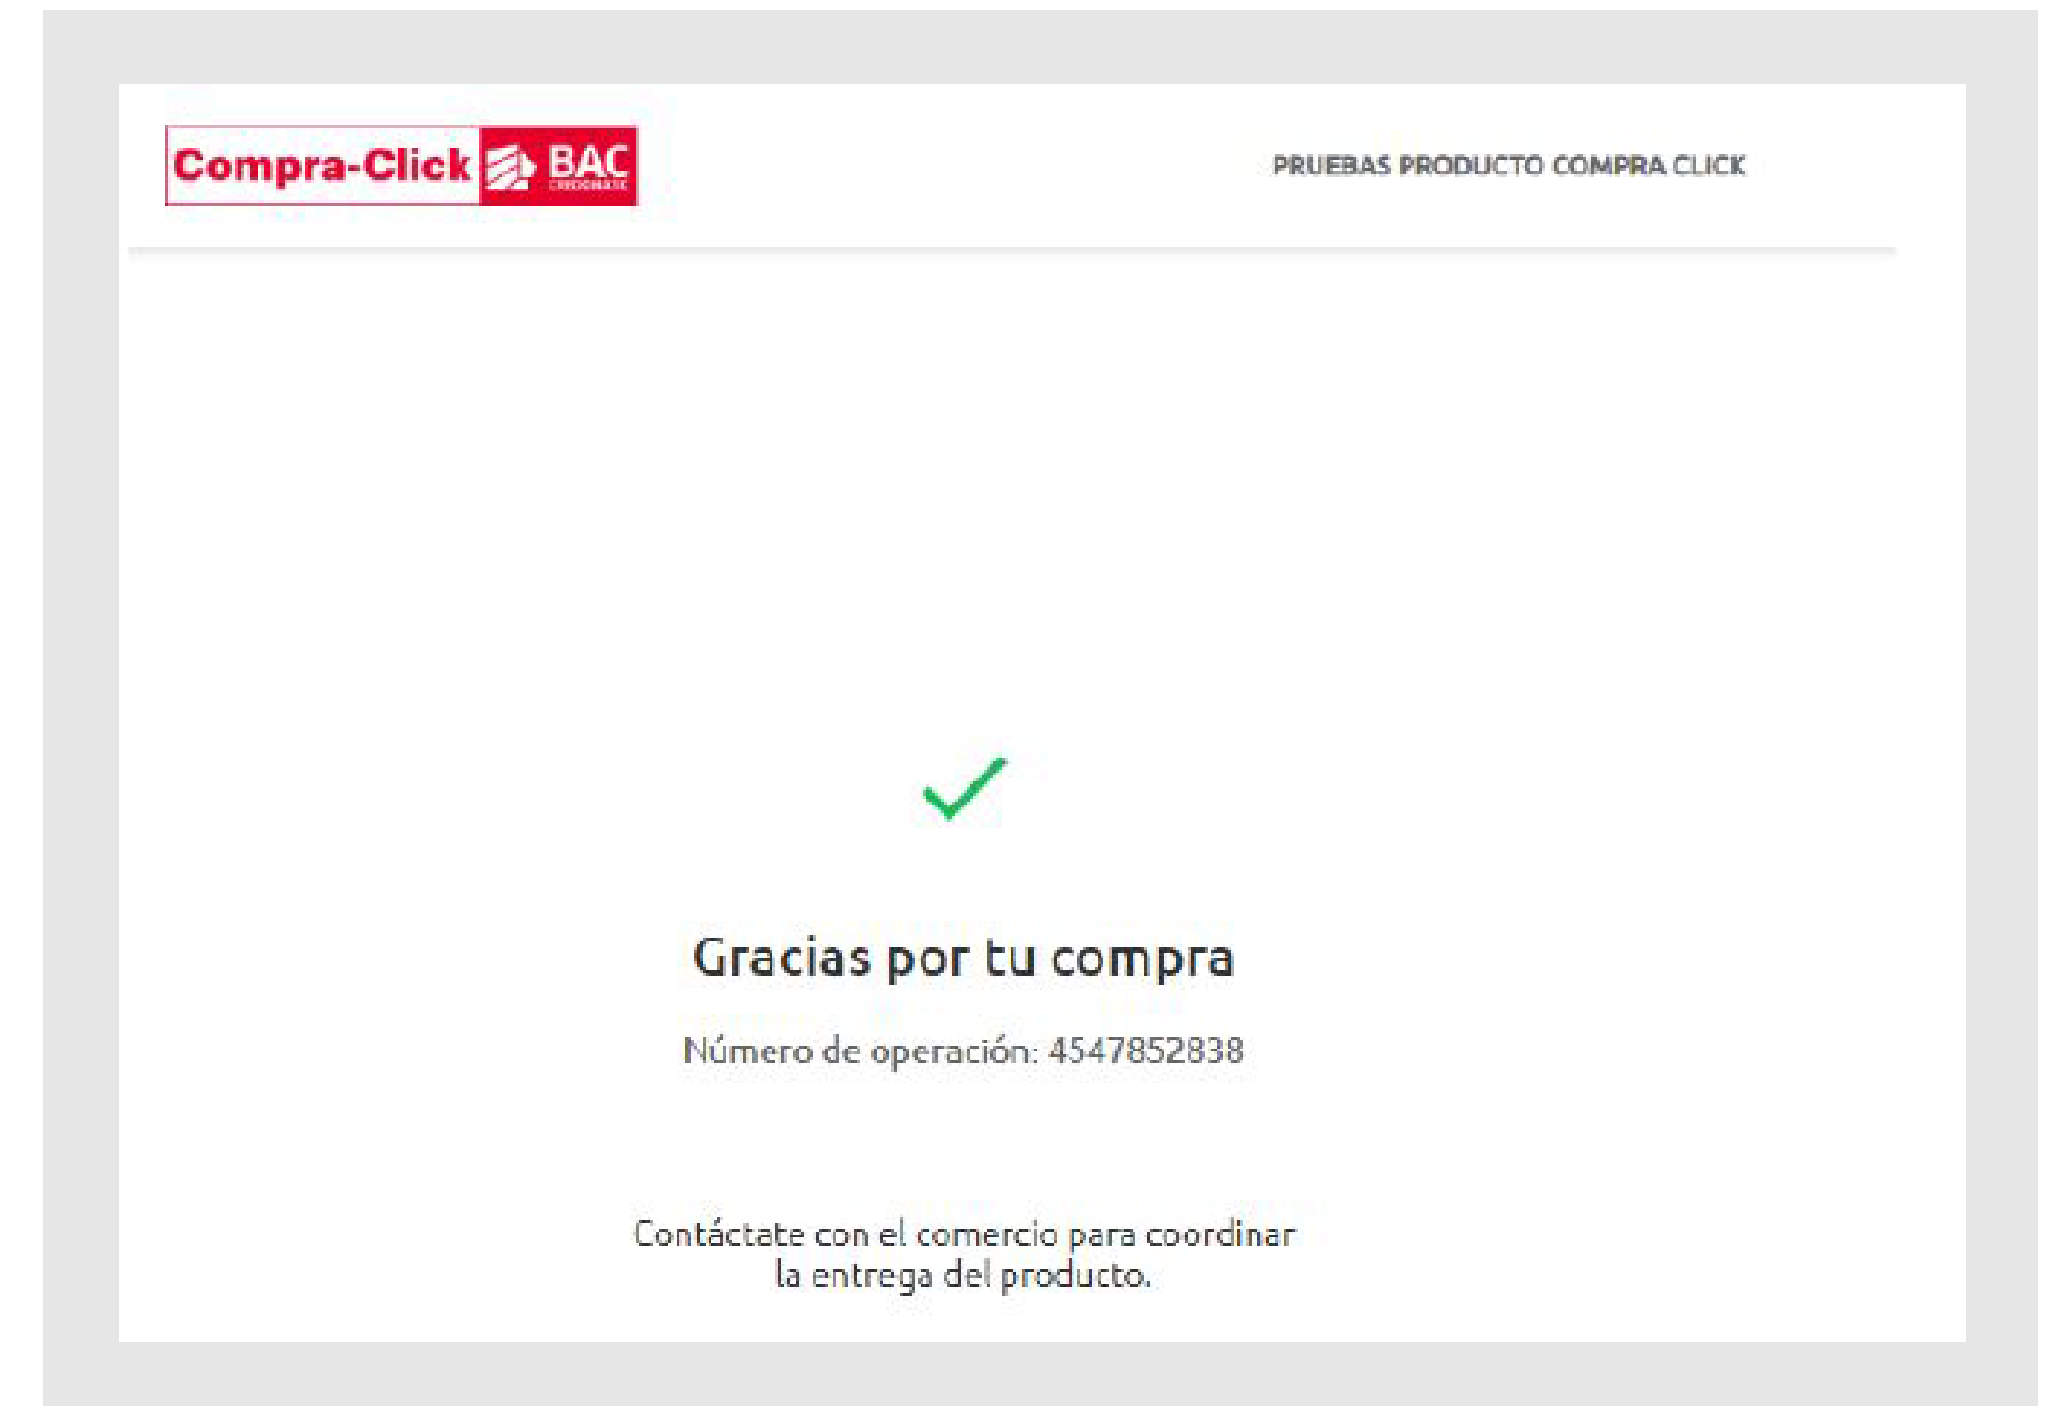 Compra-Click BAC CREDOMATIC PRUEBAS PRODUCTO COMPRA CLICK
Gracias por tu compra
Número de operación: 4547852838
Contáctate con el comercio para coordinar
la entrega del producto.